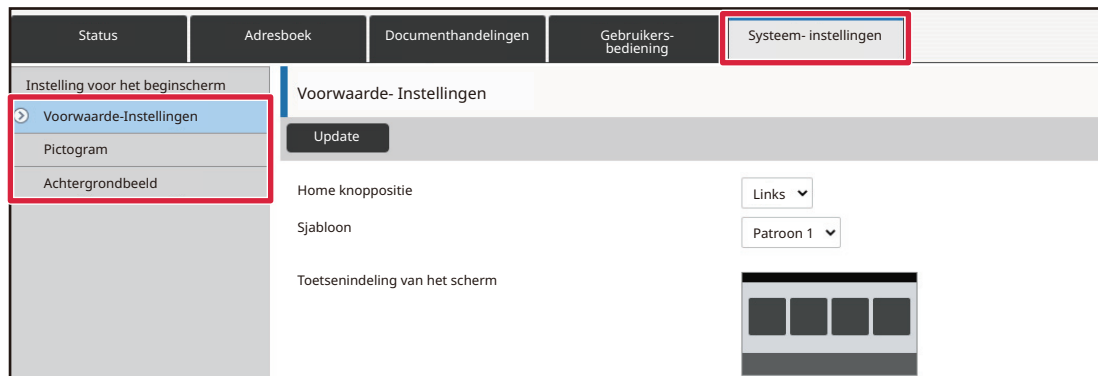 Status
Adresboek
Documenthandelingen
Gebruikers-
bediening
Systeem- instellingen
Instelling voor het beginscherm
Voorwaarde-Instellingen
Pictogram
Achtergrondbeeld
Voorwaarde- Instellingen
Update
Home knoppositie
Links
Sjabloon
Patroon 1
Toetsenindeling van het scherm